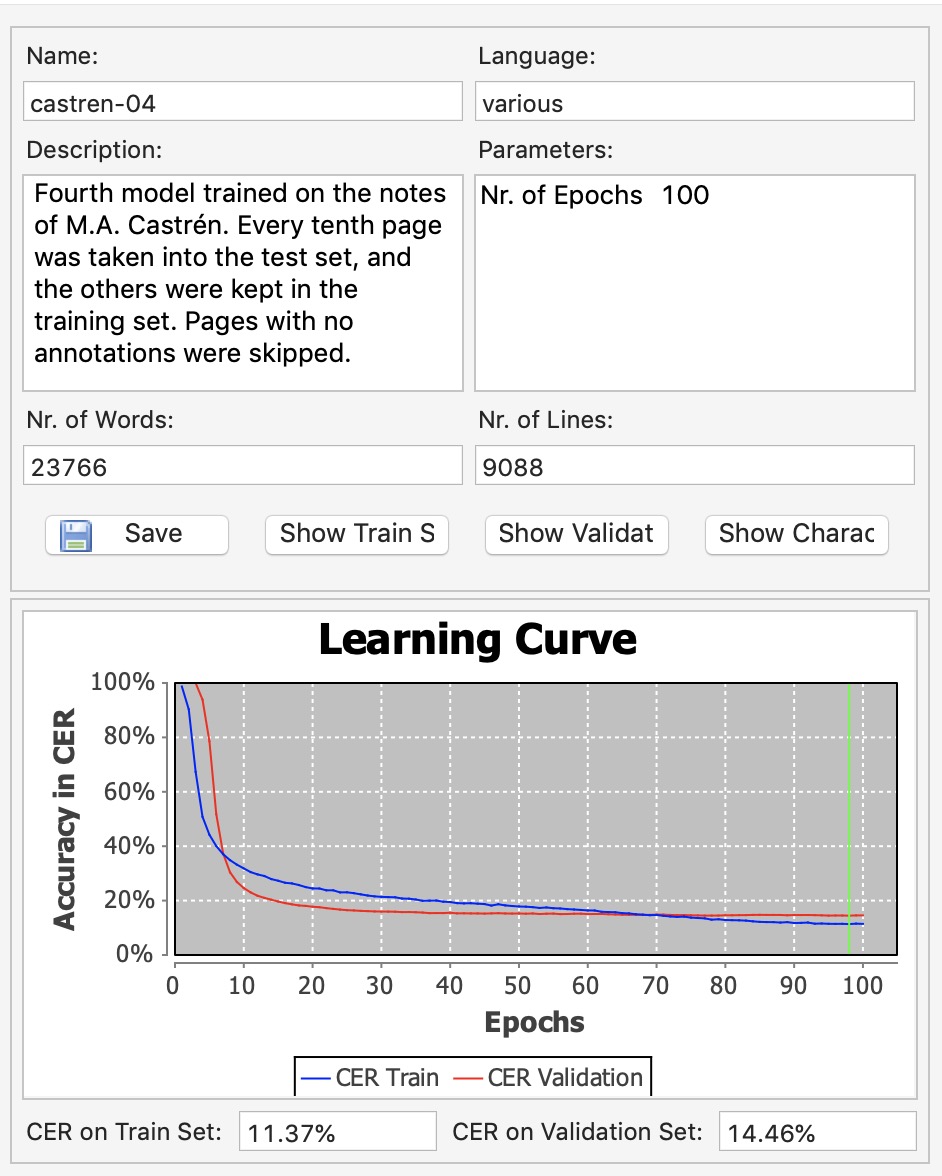 Name:
Language:
castren-04
various
Description:
Parameters:
Fourth model trained on the notes
of M.A. Castrén. Every tenth page
was taken into the test set, and
the others were kept in the
training set. Pages with no
annotations were skipped.
Nr. of Epochs 100
Nr. of Words:
Nr. of Lines:
23766
9088
Save
Show Train S
Show Validat
Show Charac
Learning Curve
Accuracy in CER
100%
80%
60%
40%
20%
0%
0 10 20 30 40 50 60 70 80 90 100
Epochs
CER Train CER Validation
CER on Train Set: 11.37% CER on Validation Set: 14.46%